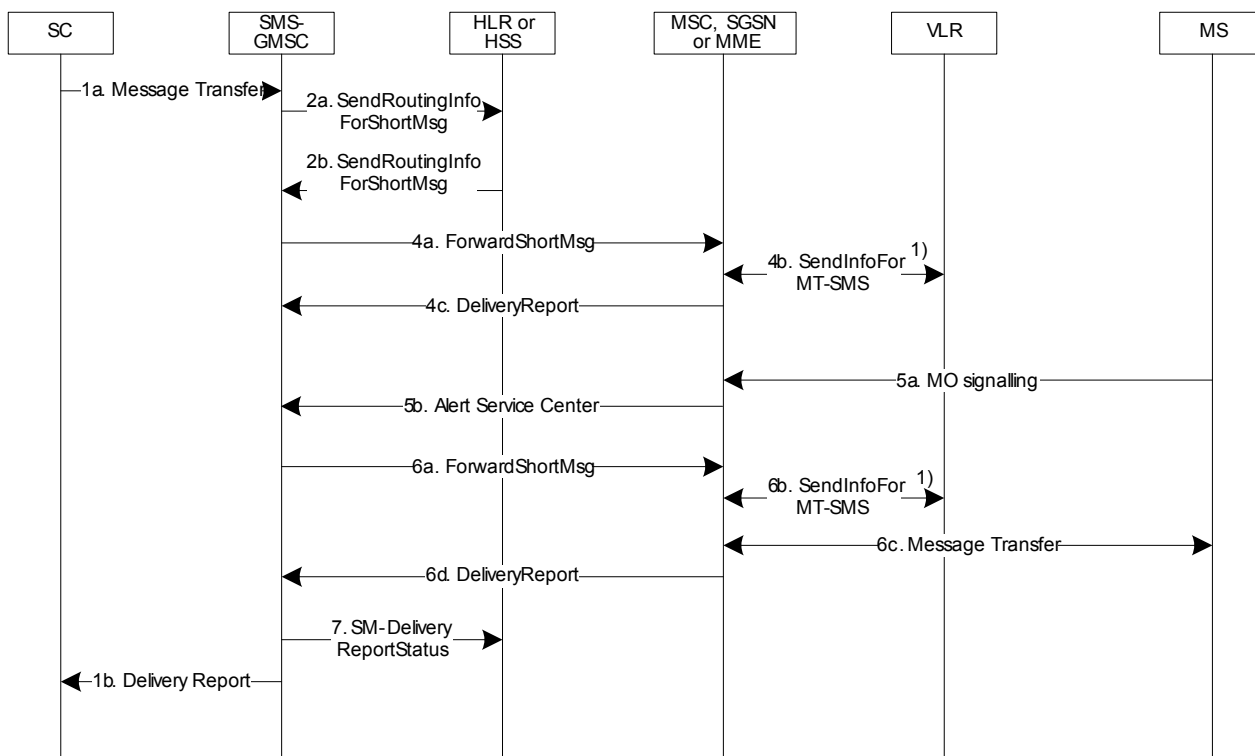 SC
SMS-
GMSC
HLR or
HSS
MSC, SGSN
or MME
VLR
MS
1a. Message Transfer
2a. SendRoutingInfo
ForShortMsg
2b. SendRoutingInfo
ForShortMsg
4a. ForwardShortMsg
4b. SendInfoFor 1)
MT-SMS
4c. DeliveryReport
5a. MO signalling
5b. Alert Service Center
6a. ForwardShortMsg
6b. SendInfoFor 1)
MT-SMS
6c. Message Transfer
6d. DeliveryReport
7. SM-Delivery
ReportStatus
1b. Delivery Report